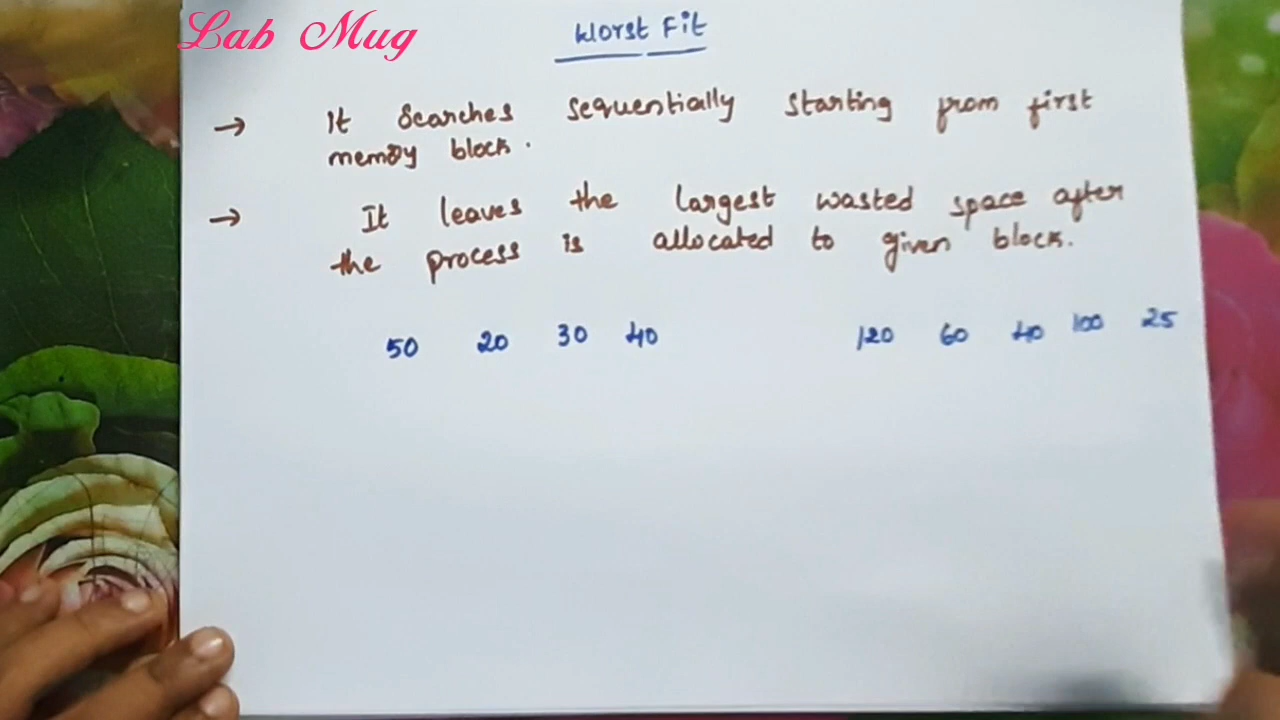 Lab Mug
Worst Fit
→ It Searches sequentially starting from first
memory block.
→ It leaves the largest wasted space after
the process is allocated to given block.
50 20 30 40 120 60 40 100 25